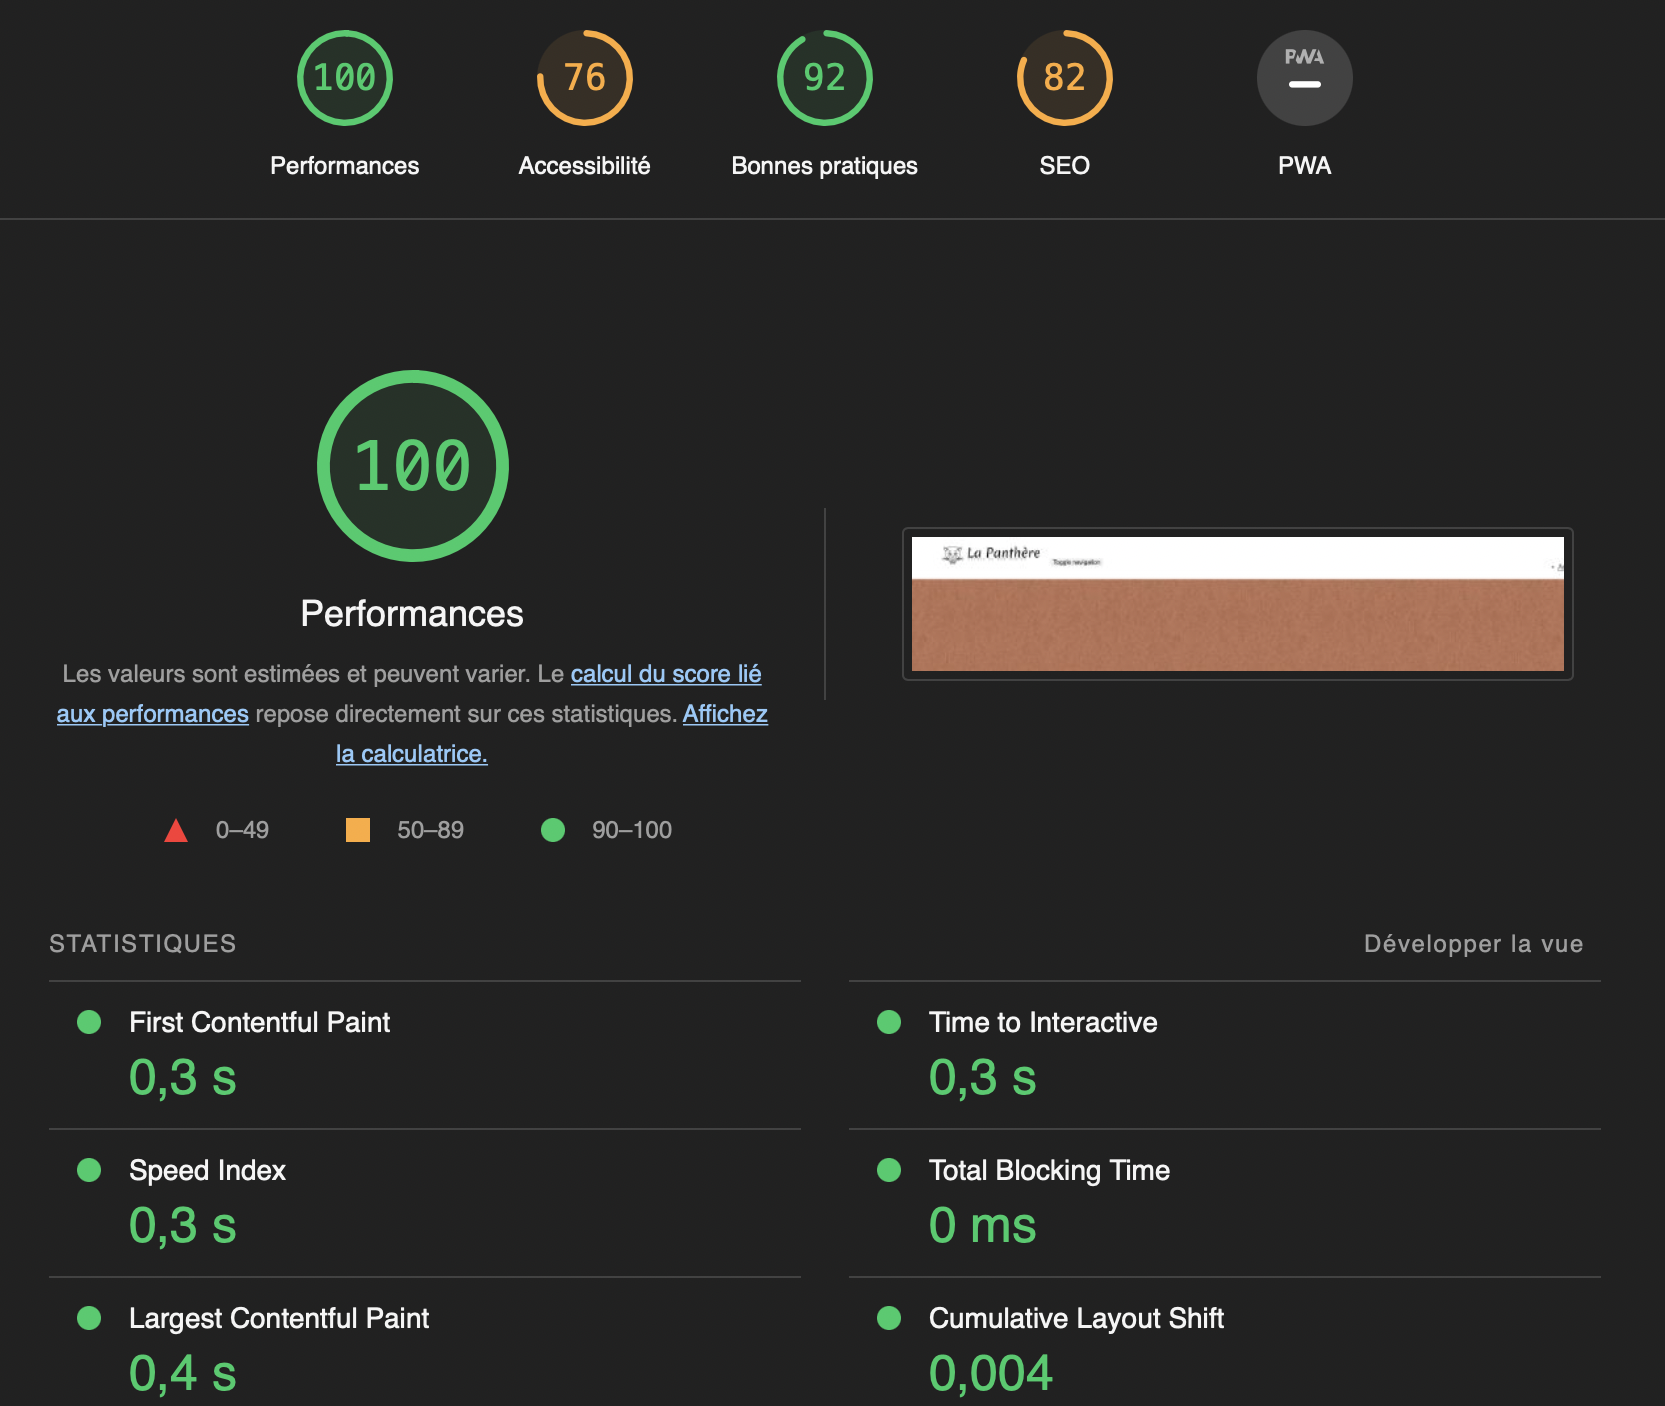 100
76
92
82
PWA
Performances
Accessibilité
Bonnes pratiques
SEO
PWA
100
Performances
Les valeurs sont estimées et peuvent varier. Le calcul du score lié
aux performances repose directement sur ces statistiques. Affichez
la calculatrice.
0–49
50–89
90–100
La Panthère
Toggle navigation
STATISTIQUES
Développer la vue
First Contentful Paint
0,3 s
Time to Interactive
0,3 s
Speed Index
0,3 s
Total Blocking Time
0 ms
Largest Contentful Paint
0,4 s
Cumulative Layout Shift
0,004